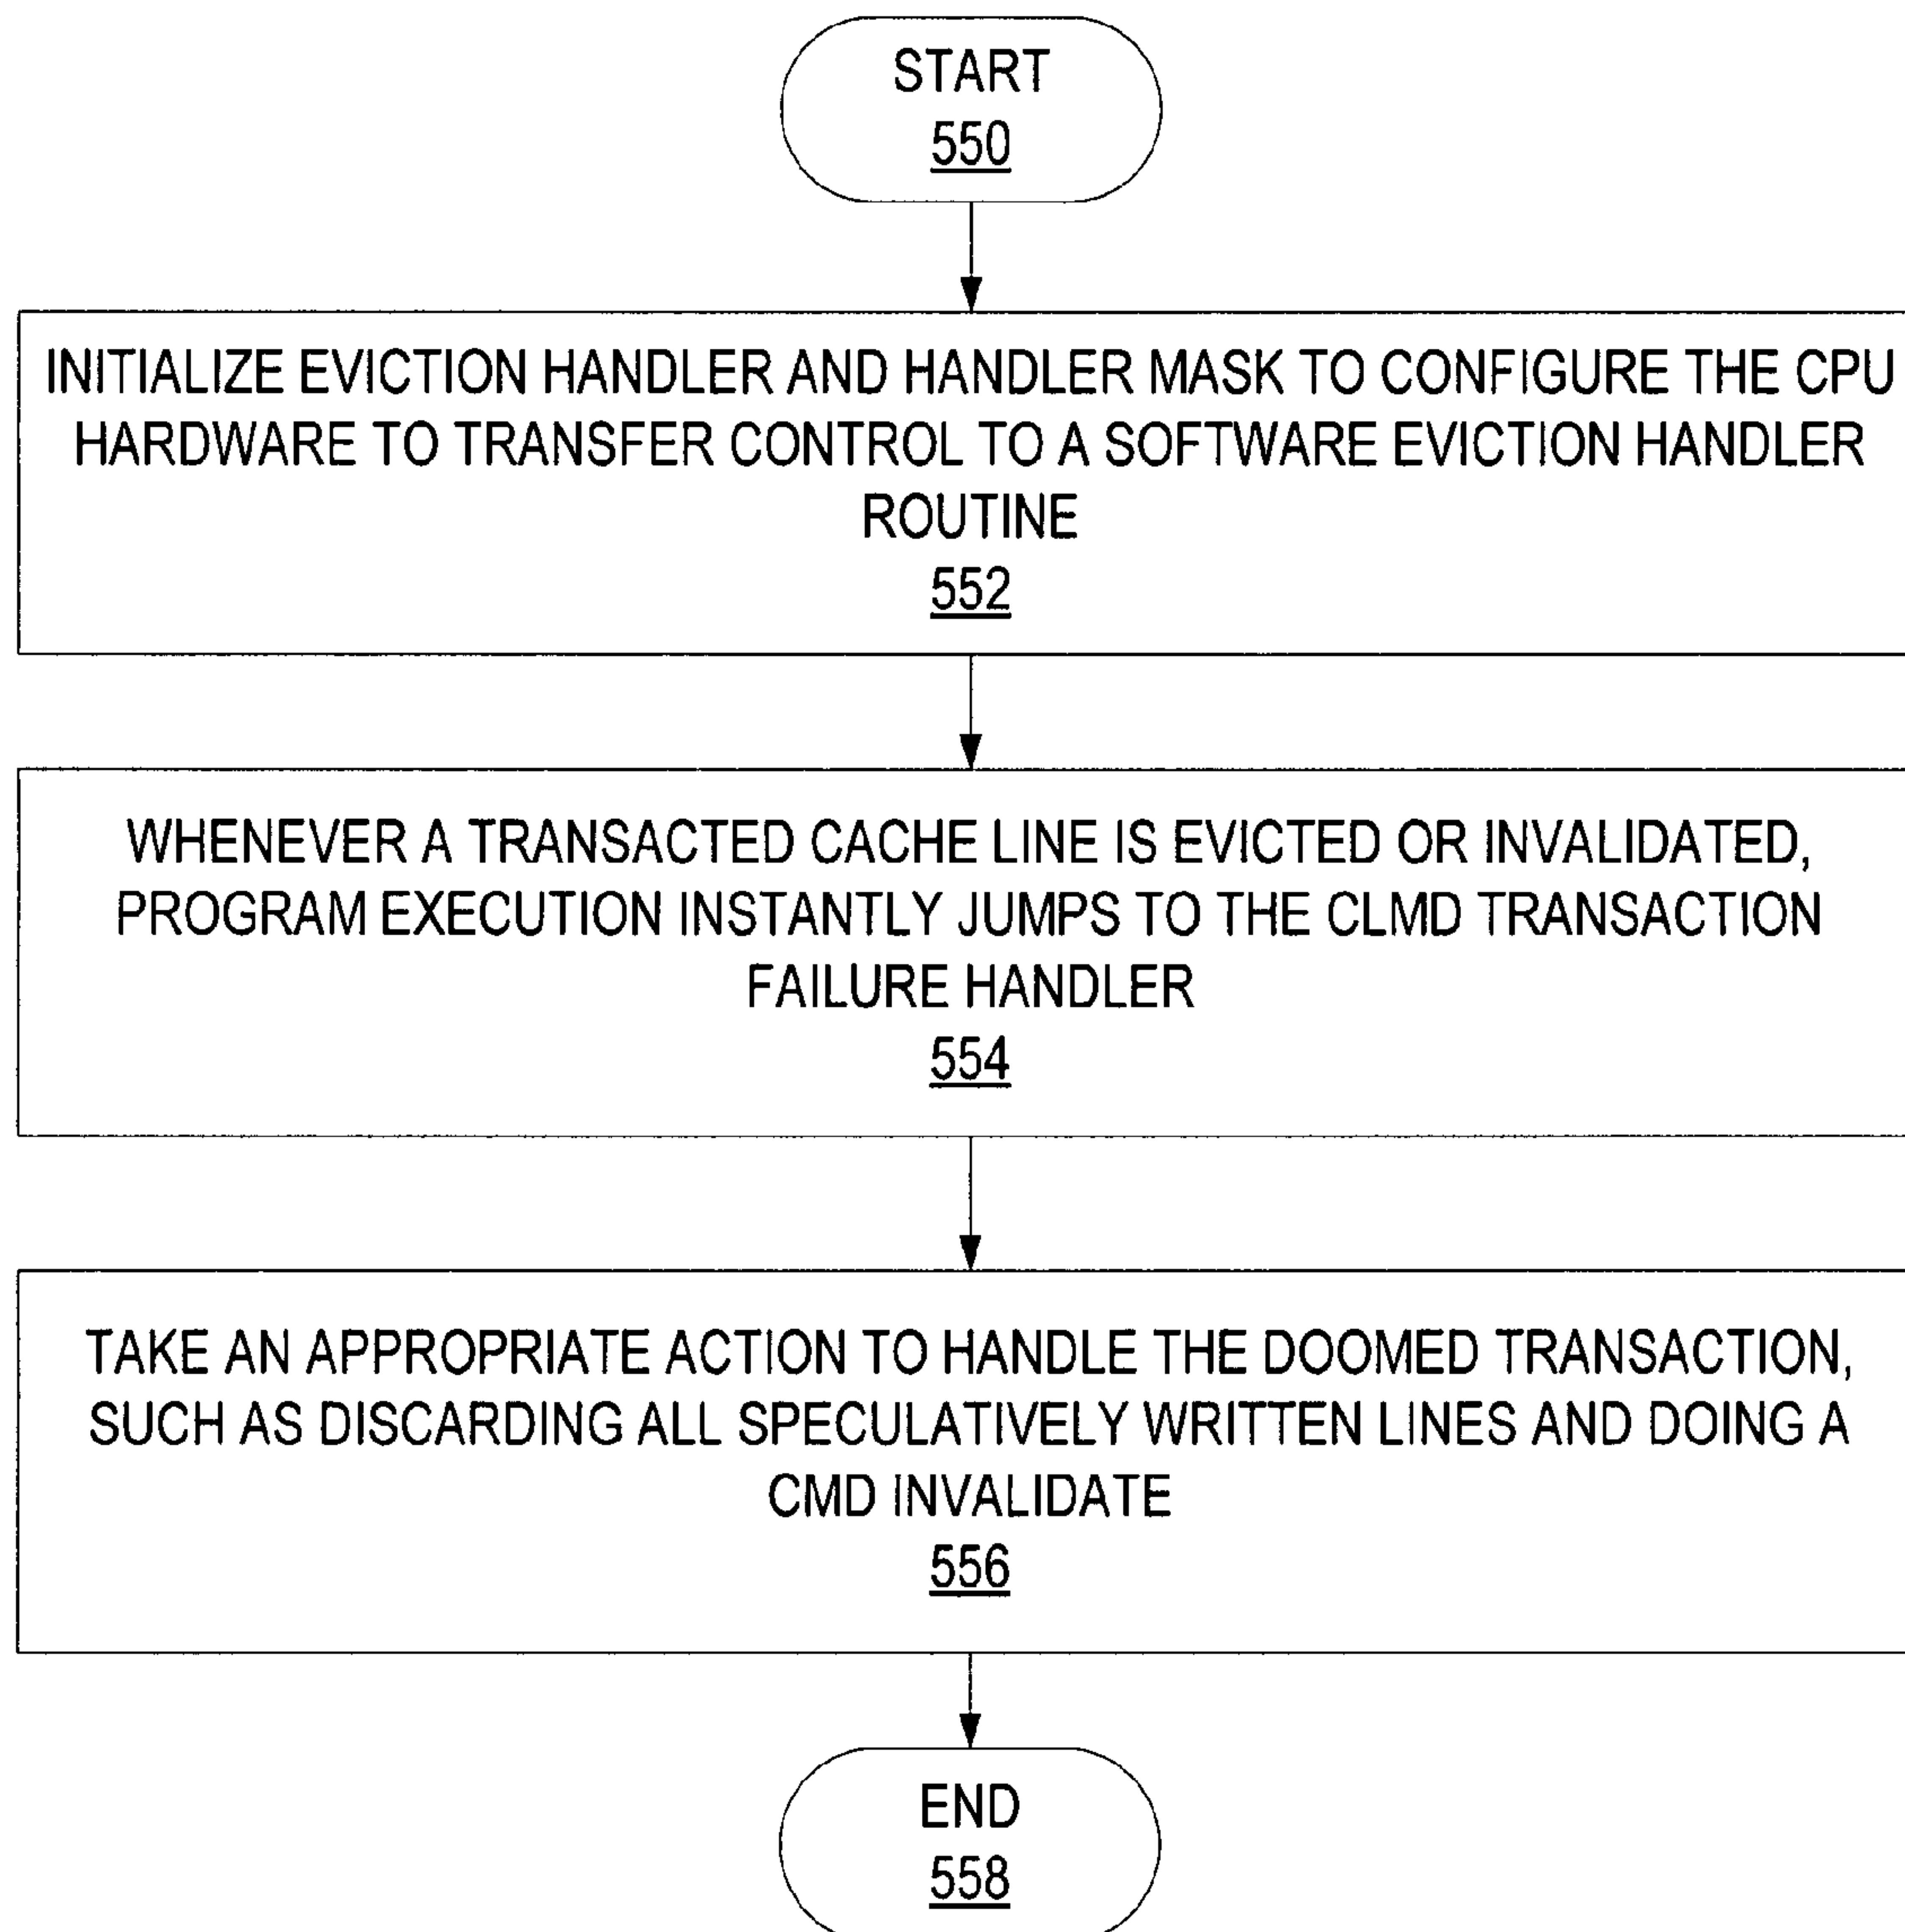 START
550
INITIALIZE EVICTION HANDLER AND HANDLER MASK TO CONFIGURE THE CPU
HARDWARE TO TRANSFER CONTROL TO A SOFTWARE EVICTION HANDLER
ROUTINE
552
WHENEVER A TRANSACTED CACHE LINE IS EVICTED OR INVALIDATED,
PROGRAM EXECUTION INSTANTLY JUMPS TO THE CLMD TRANSACTION
FAILURE HANDLER
554
TAKE AN APPROPRIATE ACTION TO HANDLE THE DOOMED TRANSACTION,
SUCH AS DISCARDING ALL SPECULATIVELY WRITTEN LINES AND DOING A
CMD INVALIDATE
556
END
558